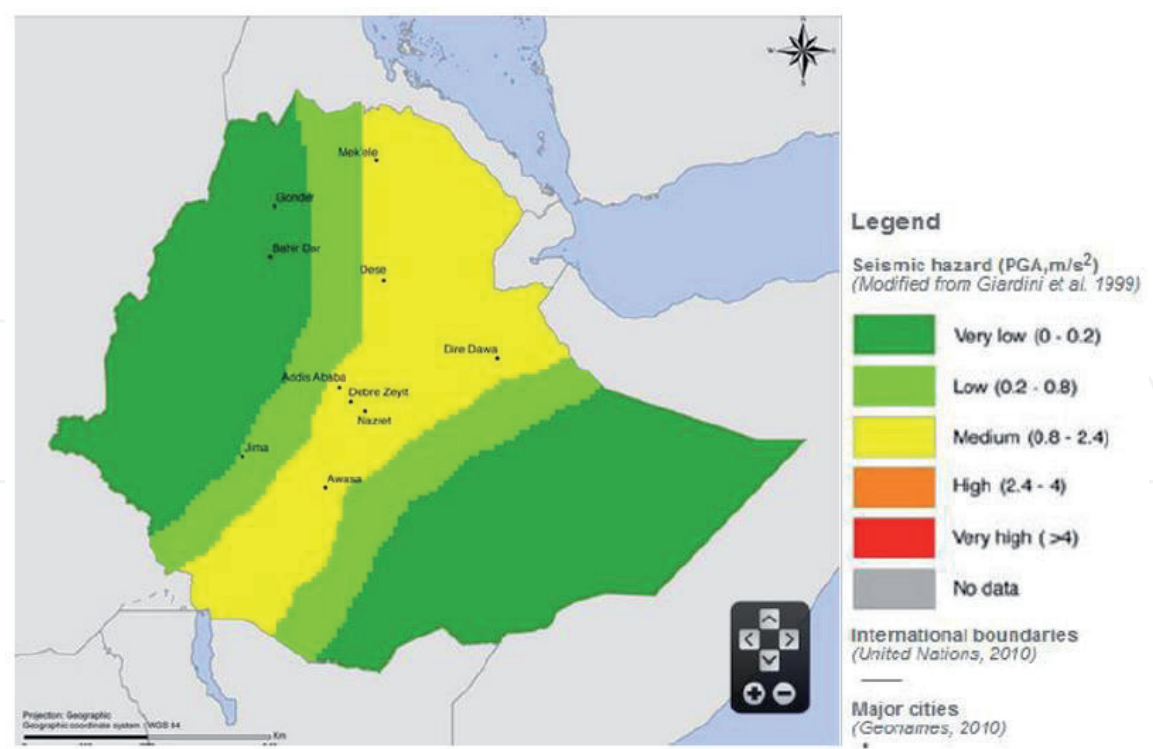 N
W
S
Mek'ele
Gonder
Bahir Dar
Dese
Dire Dawa
Addis Ababa
Debre Zeyit
Nazret
Jima
Awasa
Projection: Geographic
Geographic coordinate system : WGS 84
Km
Legend
Seismic hazard (PGA,m/s²)
(Modified from Giardini et al. 1999)
Very low (0 - 0.2)
Low (0.2 - 0.8)
Medium (0.8 - 2.4)
High (2.4 - 4)
Very high ( >4)
No data
International boundaries
(United Nations, 2010)
Major cities
(Geonames, 2010)